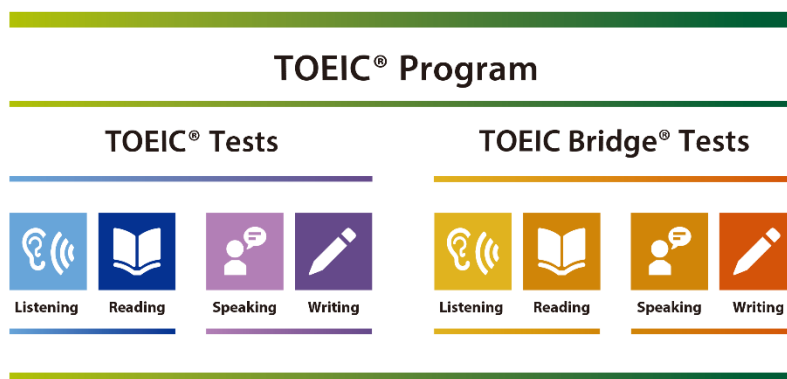 TOEIC® Program
TOEIC® Tests
TOEIC Bridge® Tests
Listening
Reading
Speaking
Writing
Listening
Reading
Speaking
Writing